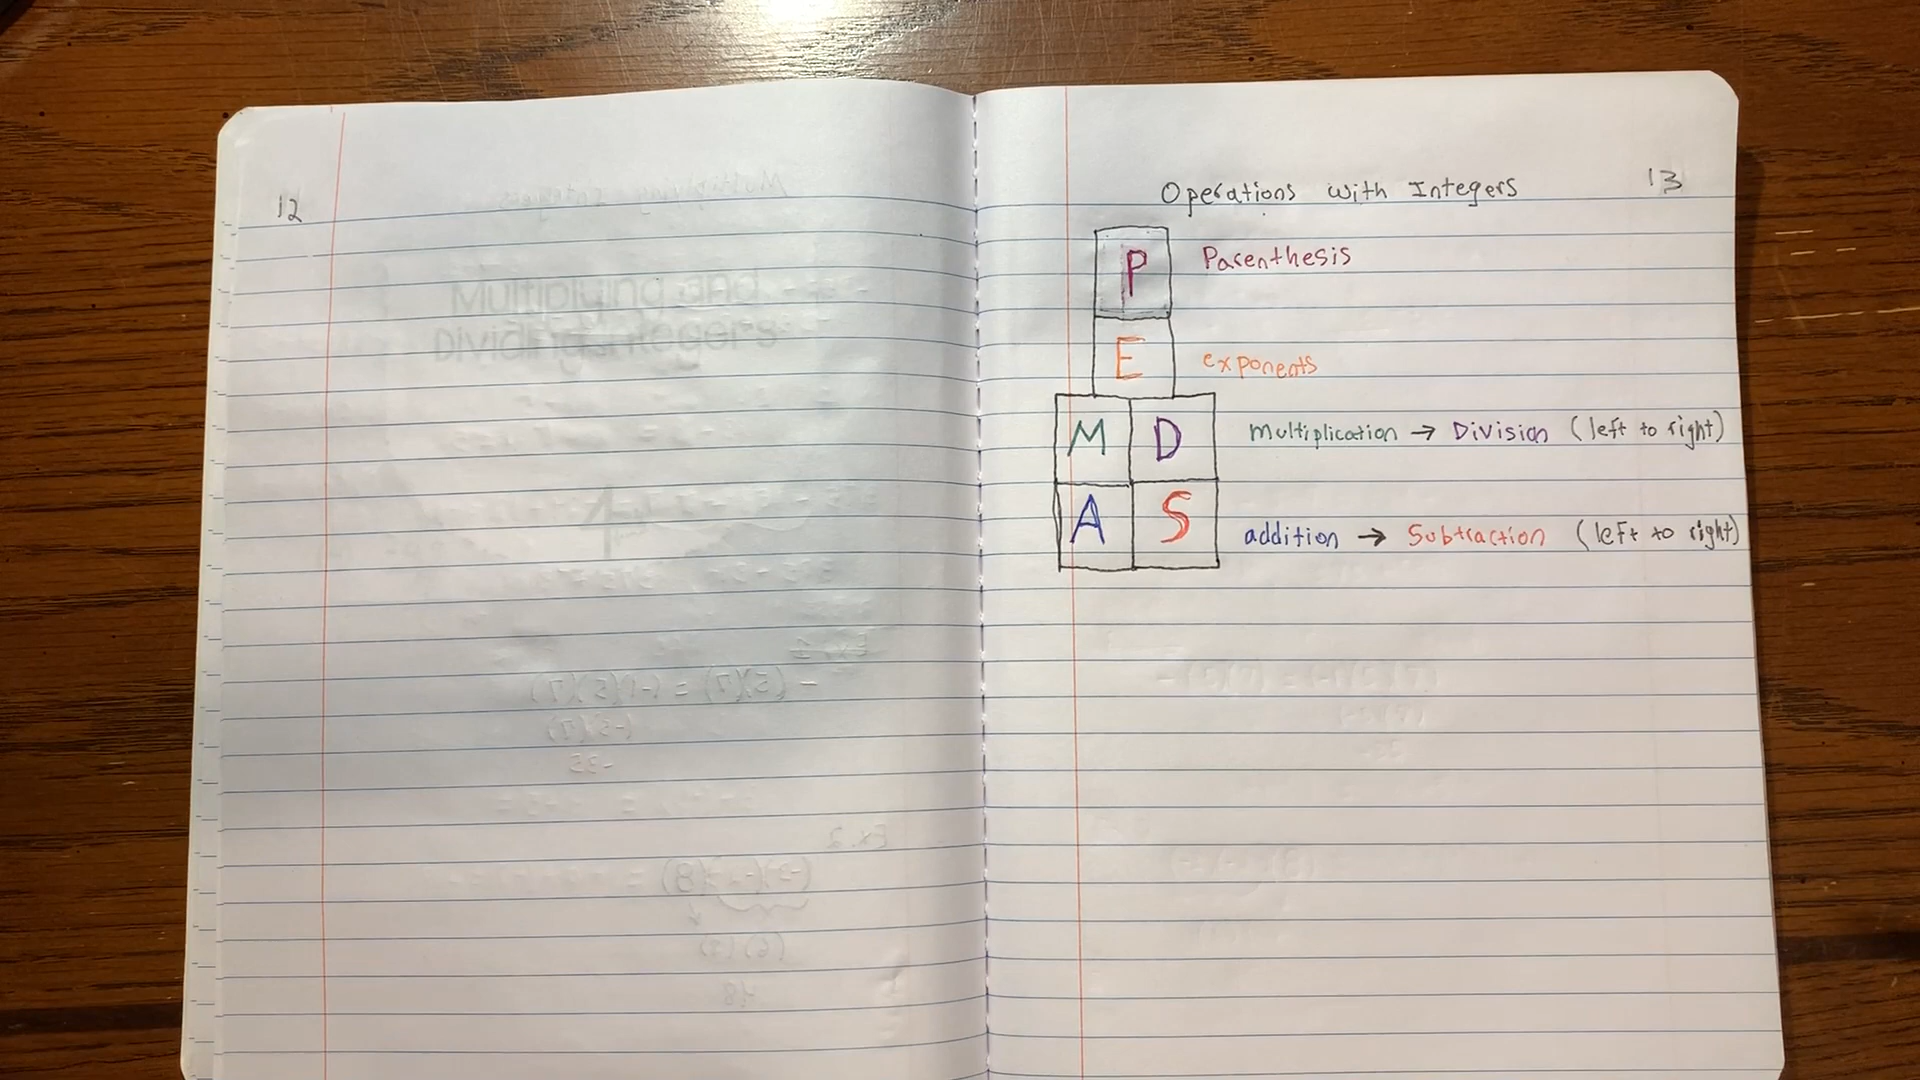 12
Operations with Integers 13
P Parenthesis
E exponents
M D Multiplication → Division (left to right)
A S addition → Subtraction (left to right)